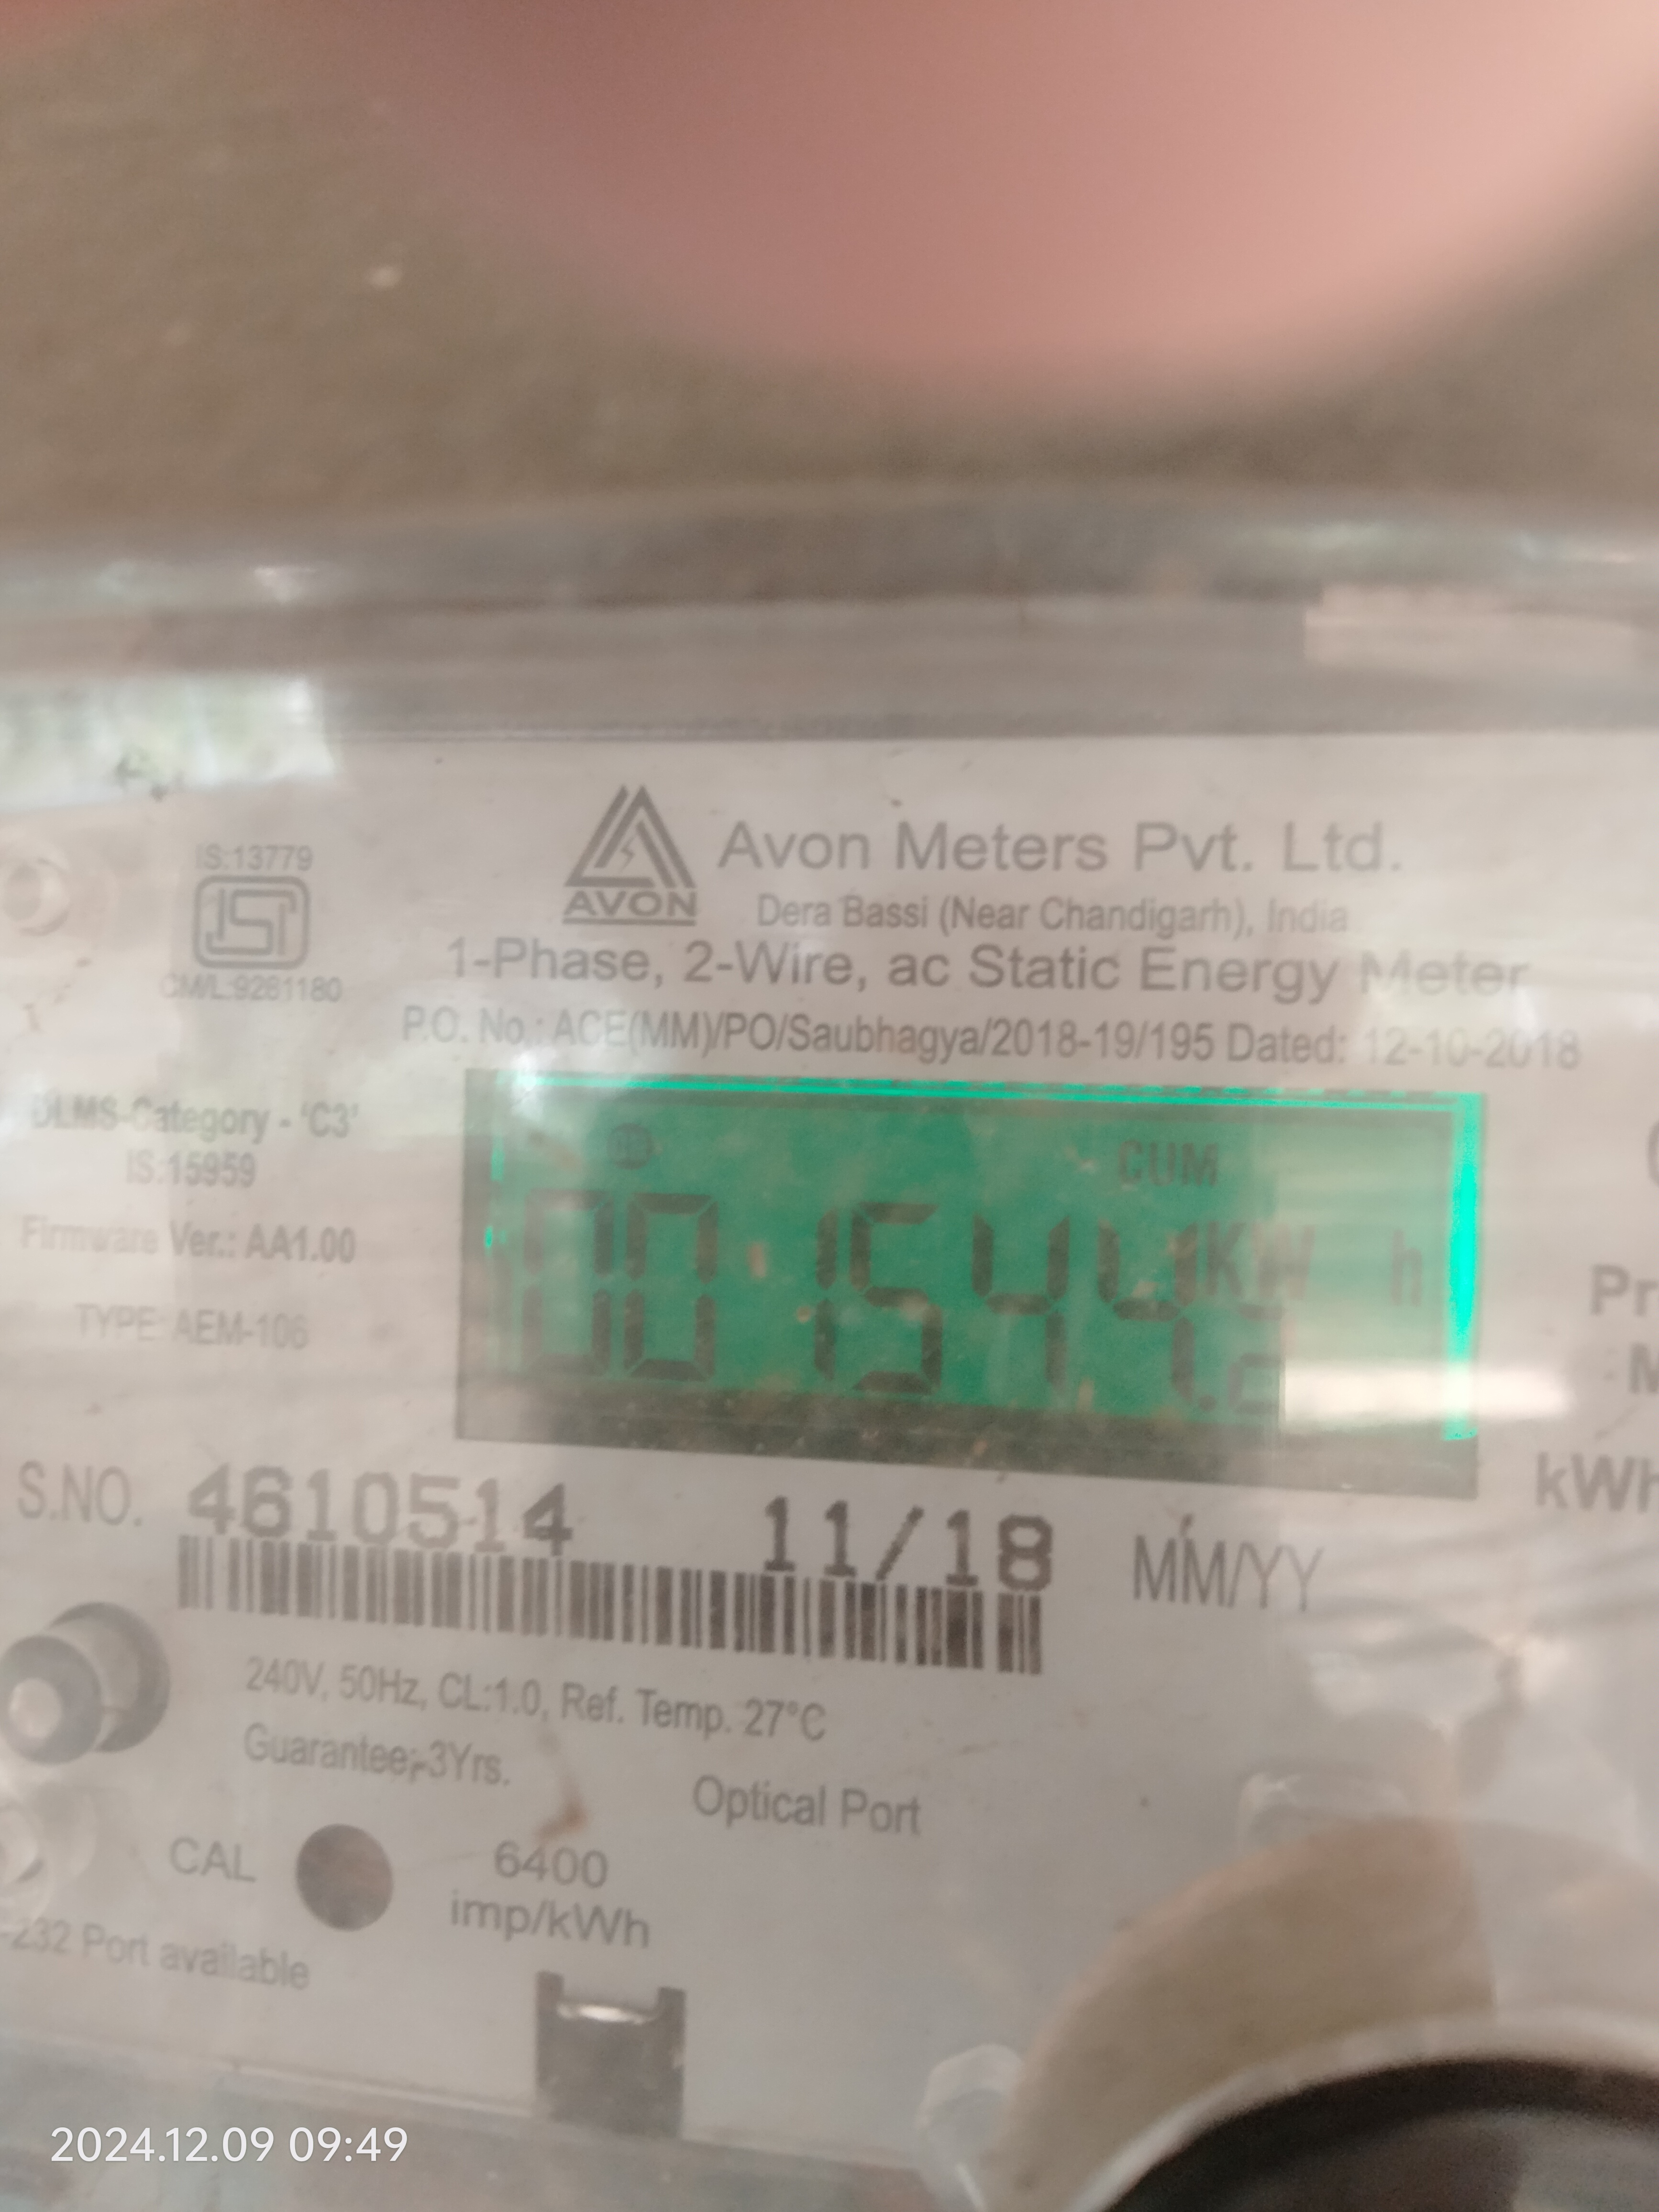 IS:13779
CM/L:9261180
AVON
Avon Meters Pvt. Ltd.
Dera Bassi (Near Chandigarh), India
1-Phase, 2-Wire, ac Static Energy Meter
P.O. No.: ACE(MM)/PO/Saubhagya/2018-19/195 Dated: 12-10-2018
DLMS-Category - 'C3'
IS:15959
Firmware Ver.: AA1.00
TYPE AEM-106
CUM
001544.2 KW h
S.NO. 4610514 11/18 MM/YY
kWh
240V, 50Hz, CL:1.0, Ref. Temp. 27°C
Guarantee:-3Yrs.
Optical Port
CAL
6400
imp/kWh
-232 Port available
2024.12.09 09:49